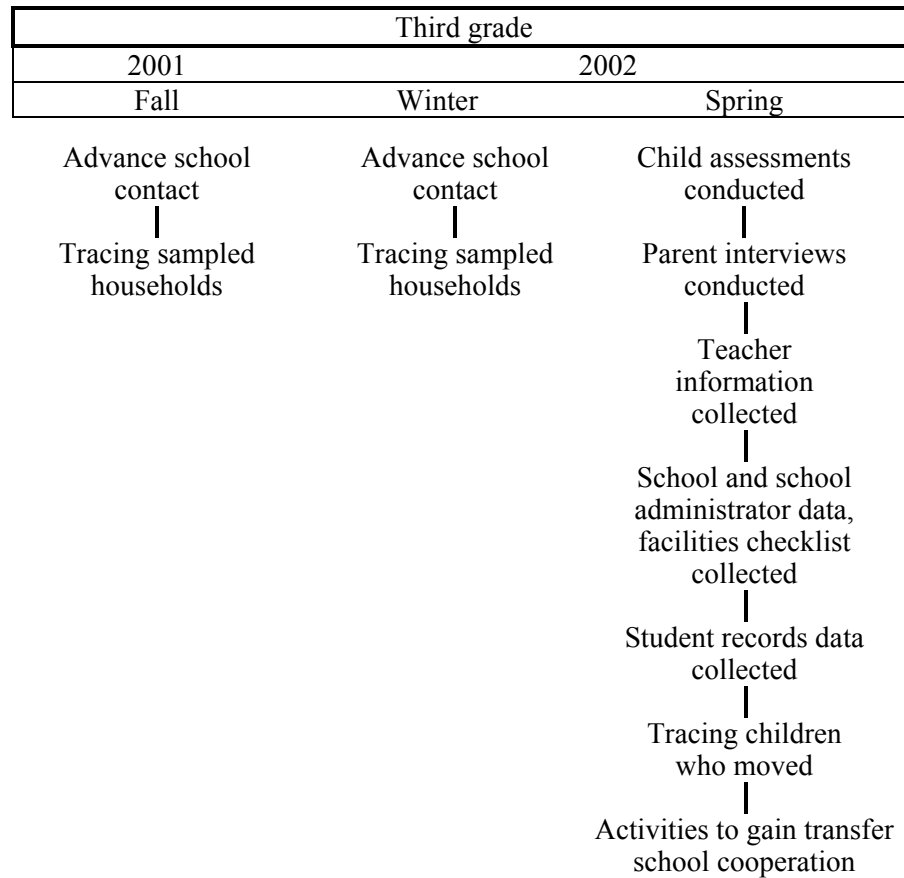 Third grade
2001
2002
Fall
Winter
Spring
Advance school
contact
Tracing sampled
households
Advance school
contact
Tracing sampled
households
Child assessments
conducted
Parent interviews
conducted
Teacher
information
collected
School and school
administrator data,
facilities checklist
collected
Student records data
collected
Tracing children
who moved
Activities to gain transfer
school cooperation